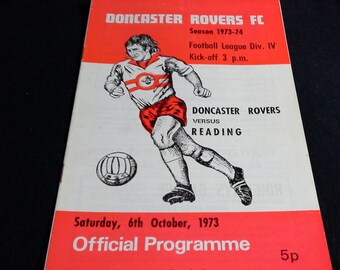 DONCASTER ROVERS FC
Season 1973-74
Football League Div. IV
Kick-off 3 p.m.
DONCASTER ROVERS
VERSUS
READING
Saturday, 6th October, 1973
Official Programme
5p